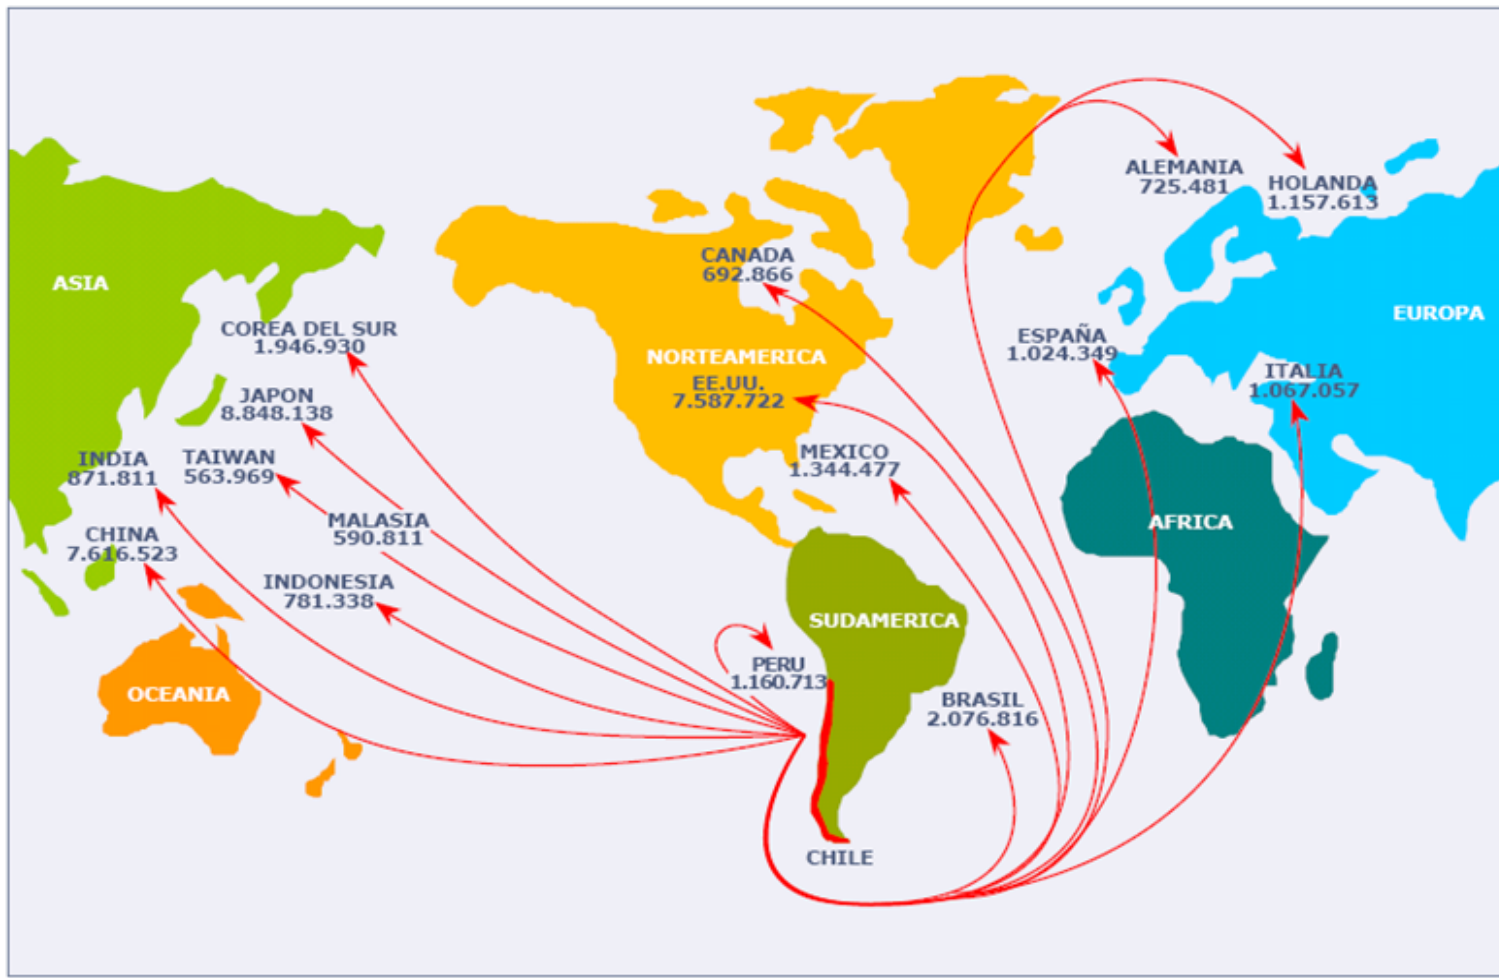 ALEMANIA
725.481
HOLANDA
1.157.613
CANADA
692.866
ASIA
EUROPA
COREA DEL SUR
1.946.930
ESPAÑA
1.024.349
NORTEAMERICA
EE.UU.
7.587.722
ITALIA
1.067.057
JAPON
8.848.138
INDIA
871.811
TAIWAN
563.969
MEXICO
1.344.477
MALASIA
590.811
AFRICA
CHINA
7.616.523
INDONESIA
781.338
SUDAMERICA
PERU
1.160.713
OCEANIA
BRASIL
2.076.816
CHILE